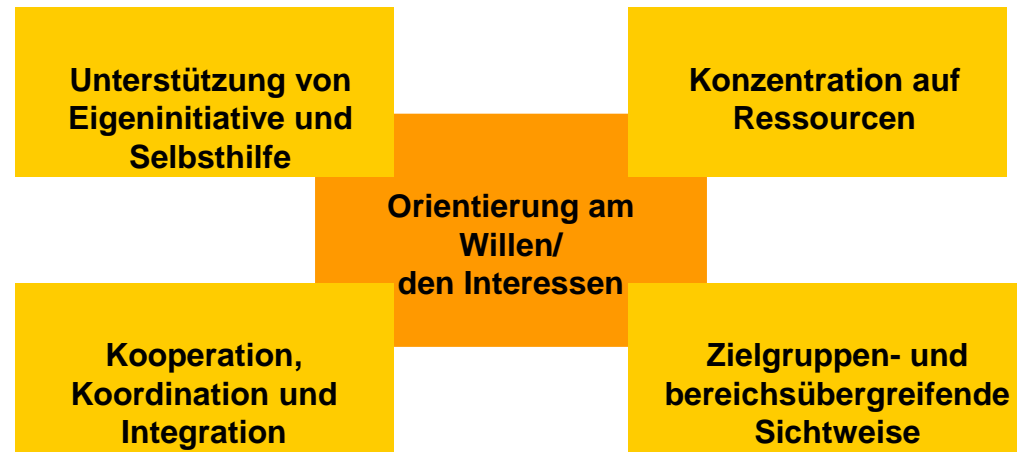 Unterstützung von
Eigeninitiative und
Selbsthilfe
Konzentration auf
Ressourcen
Orientierung am
Willen/
den Interessen
Kooperation,
Koordination und
Integration
Zielgruppen- und
bereichsübergreifende
Sichtweise